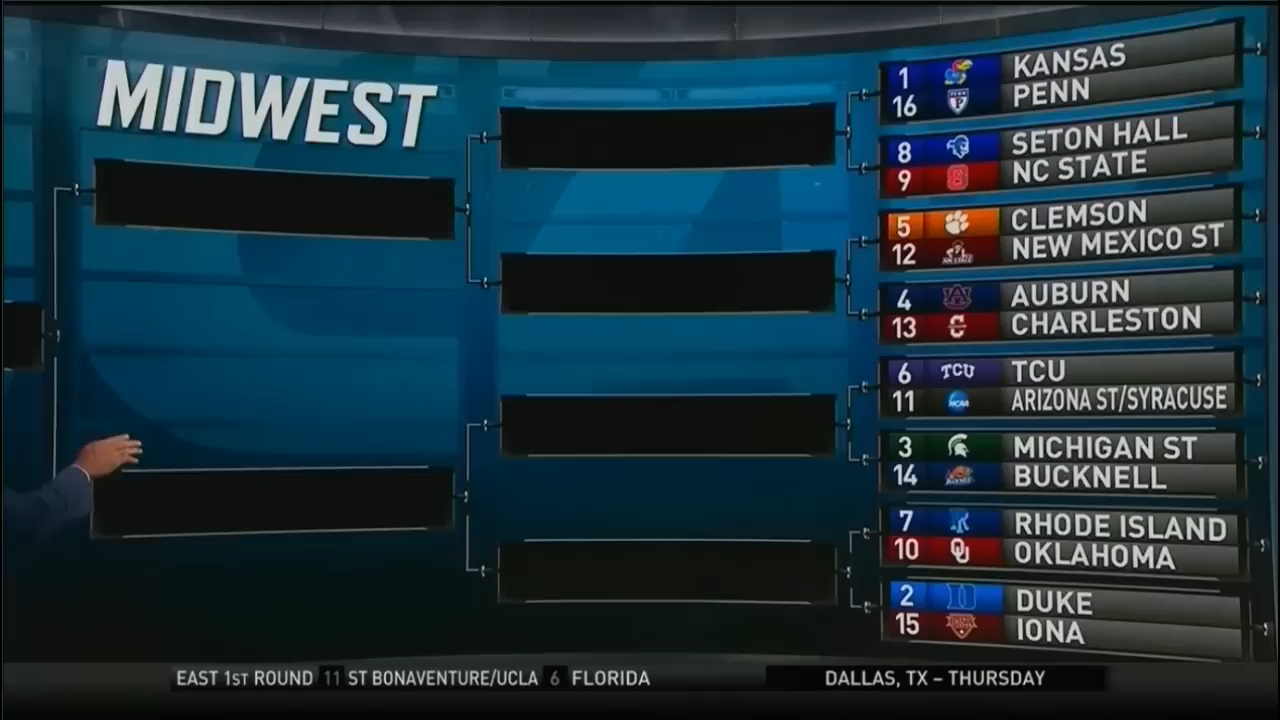 MIDWEST
1 KANSAS
16 PENN
8 SETON HALL
9 NC STATE
5 CLEMSON
12 NEW MEXICO ST
4 AUBURN
13 CHARLESTON
6 TCU TCU
11 NCAA ARIZONA ST/SYRACUSE
3 MICHIGAN ST
14 BUCKNELL
7 RHODE ISLAND
10 OU OKLAHOMA
2 D DUKE
15 IONA
EAST 1ST ROUND 11 ST BONAVENTURE/UCLA 6 FLORIDA DALLAS, TX – THURSDAY